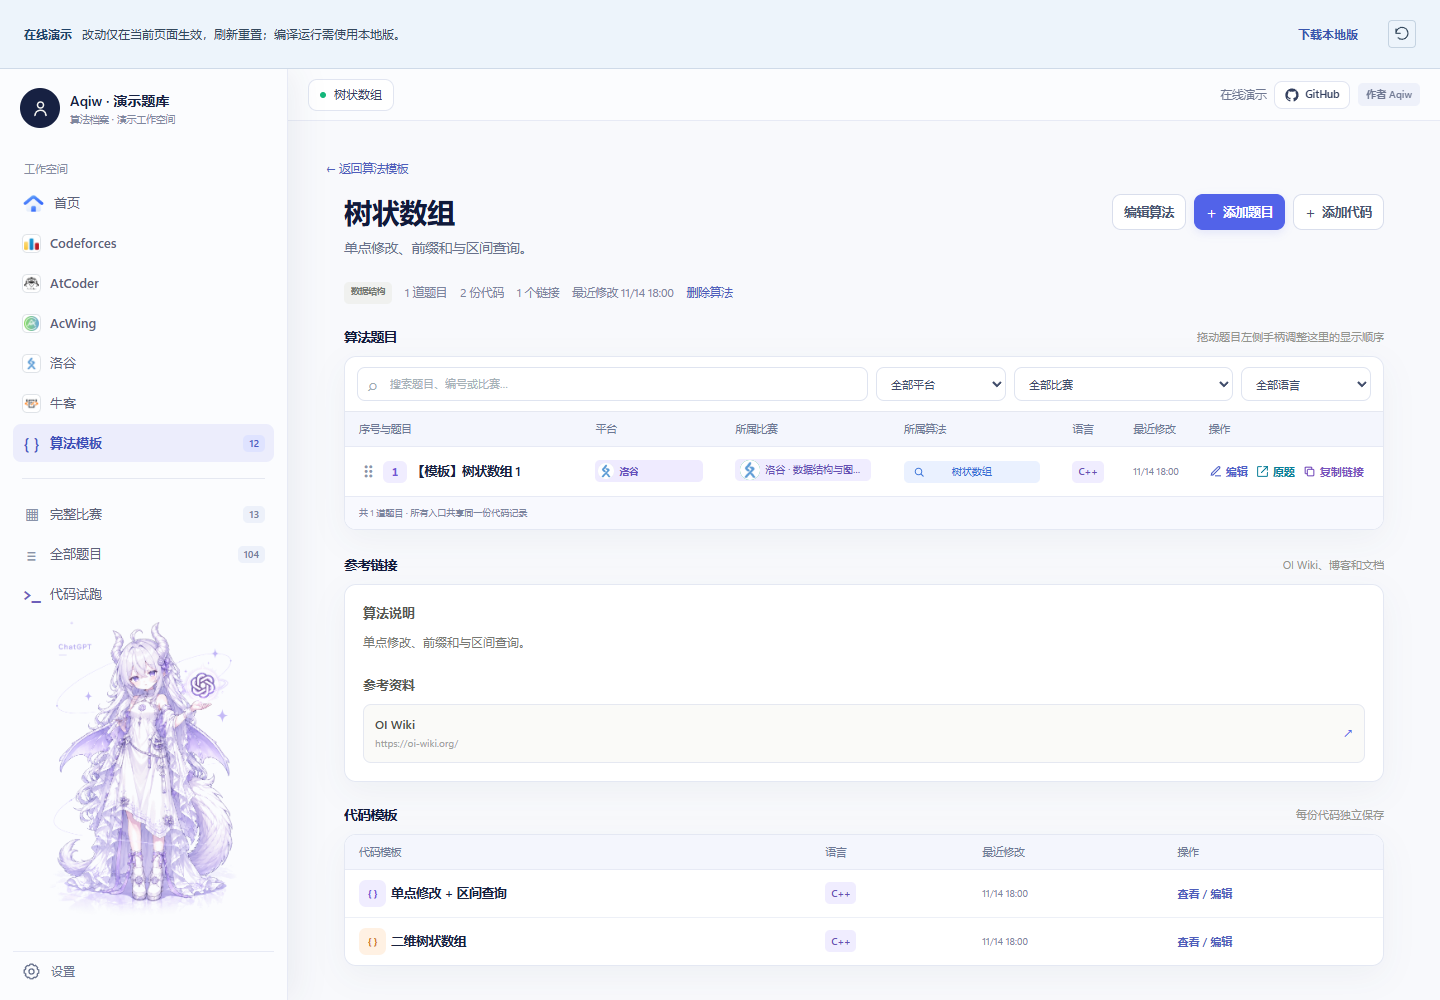 在线演示 改动仅在当前页面生效，刷新重置；编译运行需使用本地版。
下载本地版
Aqiw · 演示题库
算法档案 · 演示工作空间
树状数组
在线演示
GitHub
作者 Aqiw
工作空间
首页
Codeforces
AtCoder
AcWing
洛谷
牛客
{ } 算法模板 12
完整比赛 13
全部题目 104
代码试跑
ChatGPT
设置
← 返回算法模板
树状数组
编辑算法
+ 添加题目
+ 添加代码
单点修改、前缀和与区间查询。
数据结构 1 道题目 2 份代码 1 个链接 最近修改 11/14 18:00 删除算法
算法题目
拖动题目左侧手柄调整这里的显示顺序
搜索题目、编号或比赛...
全部平台
全部比赛
全部语言
序号与题目 平台 所属比赛 所属算法 语言 最近修改 操作
1 【模板】树状数组 1 洛谷 洛谷 · 数据结构与图... 树状数组 C++ 11/14 18:00 编辑 原题 复制链接
共 1 道题目 · 所有入口共享同一份代码记录
参考链接
OI Wiki、博客和文档
算法说明
单点修改、前缀和与区间查询。
参考资料
OI Wiki
https://oi-wiki.org/
↗
代码模板
每份代码独立保存
代码模板 语言 最近修改 操作
{ } 单点修改 + 区间查询 C++ 11/14 18:00 查看 / 编辑
{ } 二维树状数组 C++ 11/14 18:00 查看 / 编辑